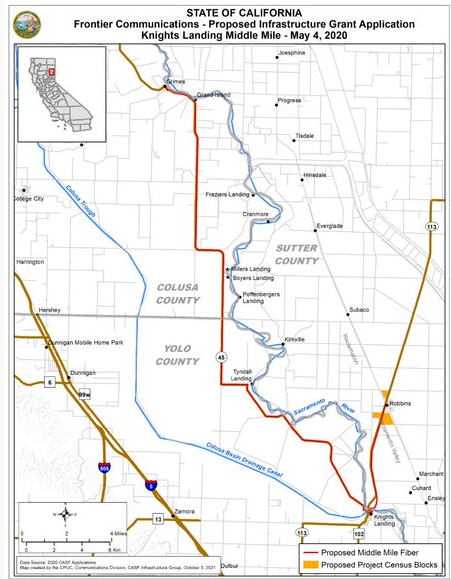 STATE OF CALIFORNIA
Frontier Communications - Proposed Infrastructure Grant Application
Knights Landing Middle Mile - May 4, 2020
Josephine
Grimes
Grand Island
Progress
Tisdale
Hinsdale
Colusa Trough
College City
Fraziers Landing
Cranmore
Everglade
113
SUTTER
COUNTY
Harrington
Millers Landing
Boyers Landing
COLUSA
COUNTY
Poffenbergers
Landing
Hershey
Subaco
Dunnigan Mobile Home Park
YOLO
COUNTY
Kirkville
Reclamation
45
Dunnigan
Tyndall
Landing
6
99w
Sacramento River
Robbins
Colusa Basin Drainage Canal
505
5
Marchant
Cunard
Ensley
Zamora
13
Knights
Landing
113
102
0 2 4 Miles
0 6 Km
Dufour
Proposed Middle Mile Fiber
Proposed Project Census Blocks
Data Source: 2020 CASF Applications
Map created by the CPUC, Communications Division, CASF Infrastructure Group, October 5, 2021.